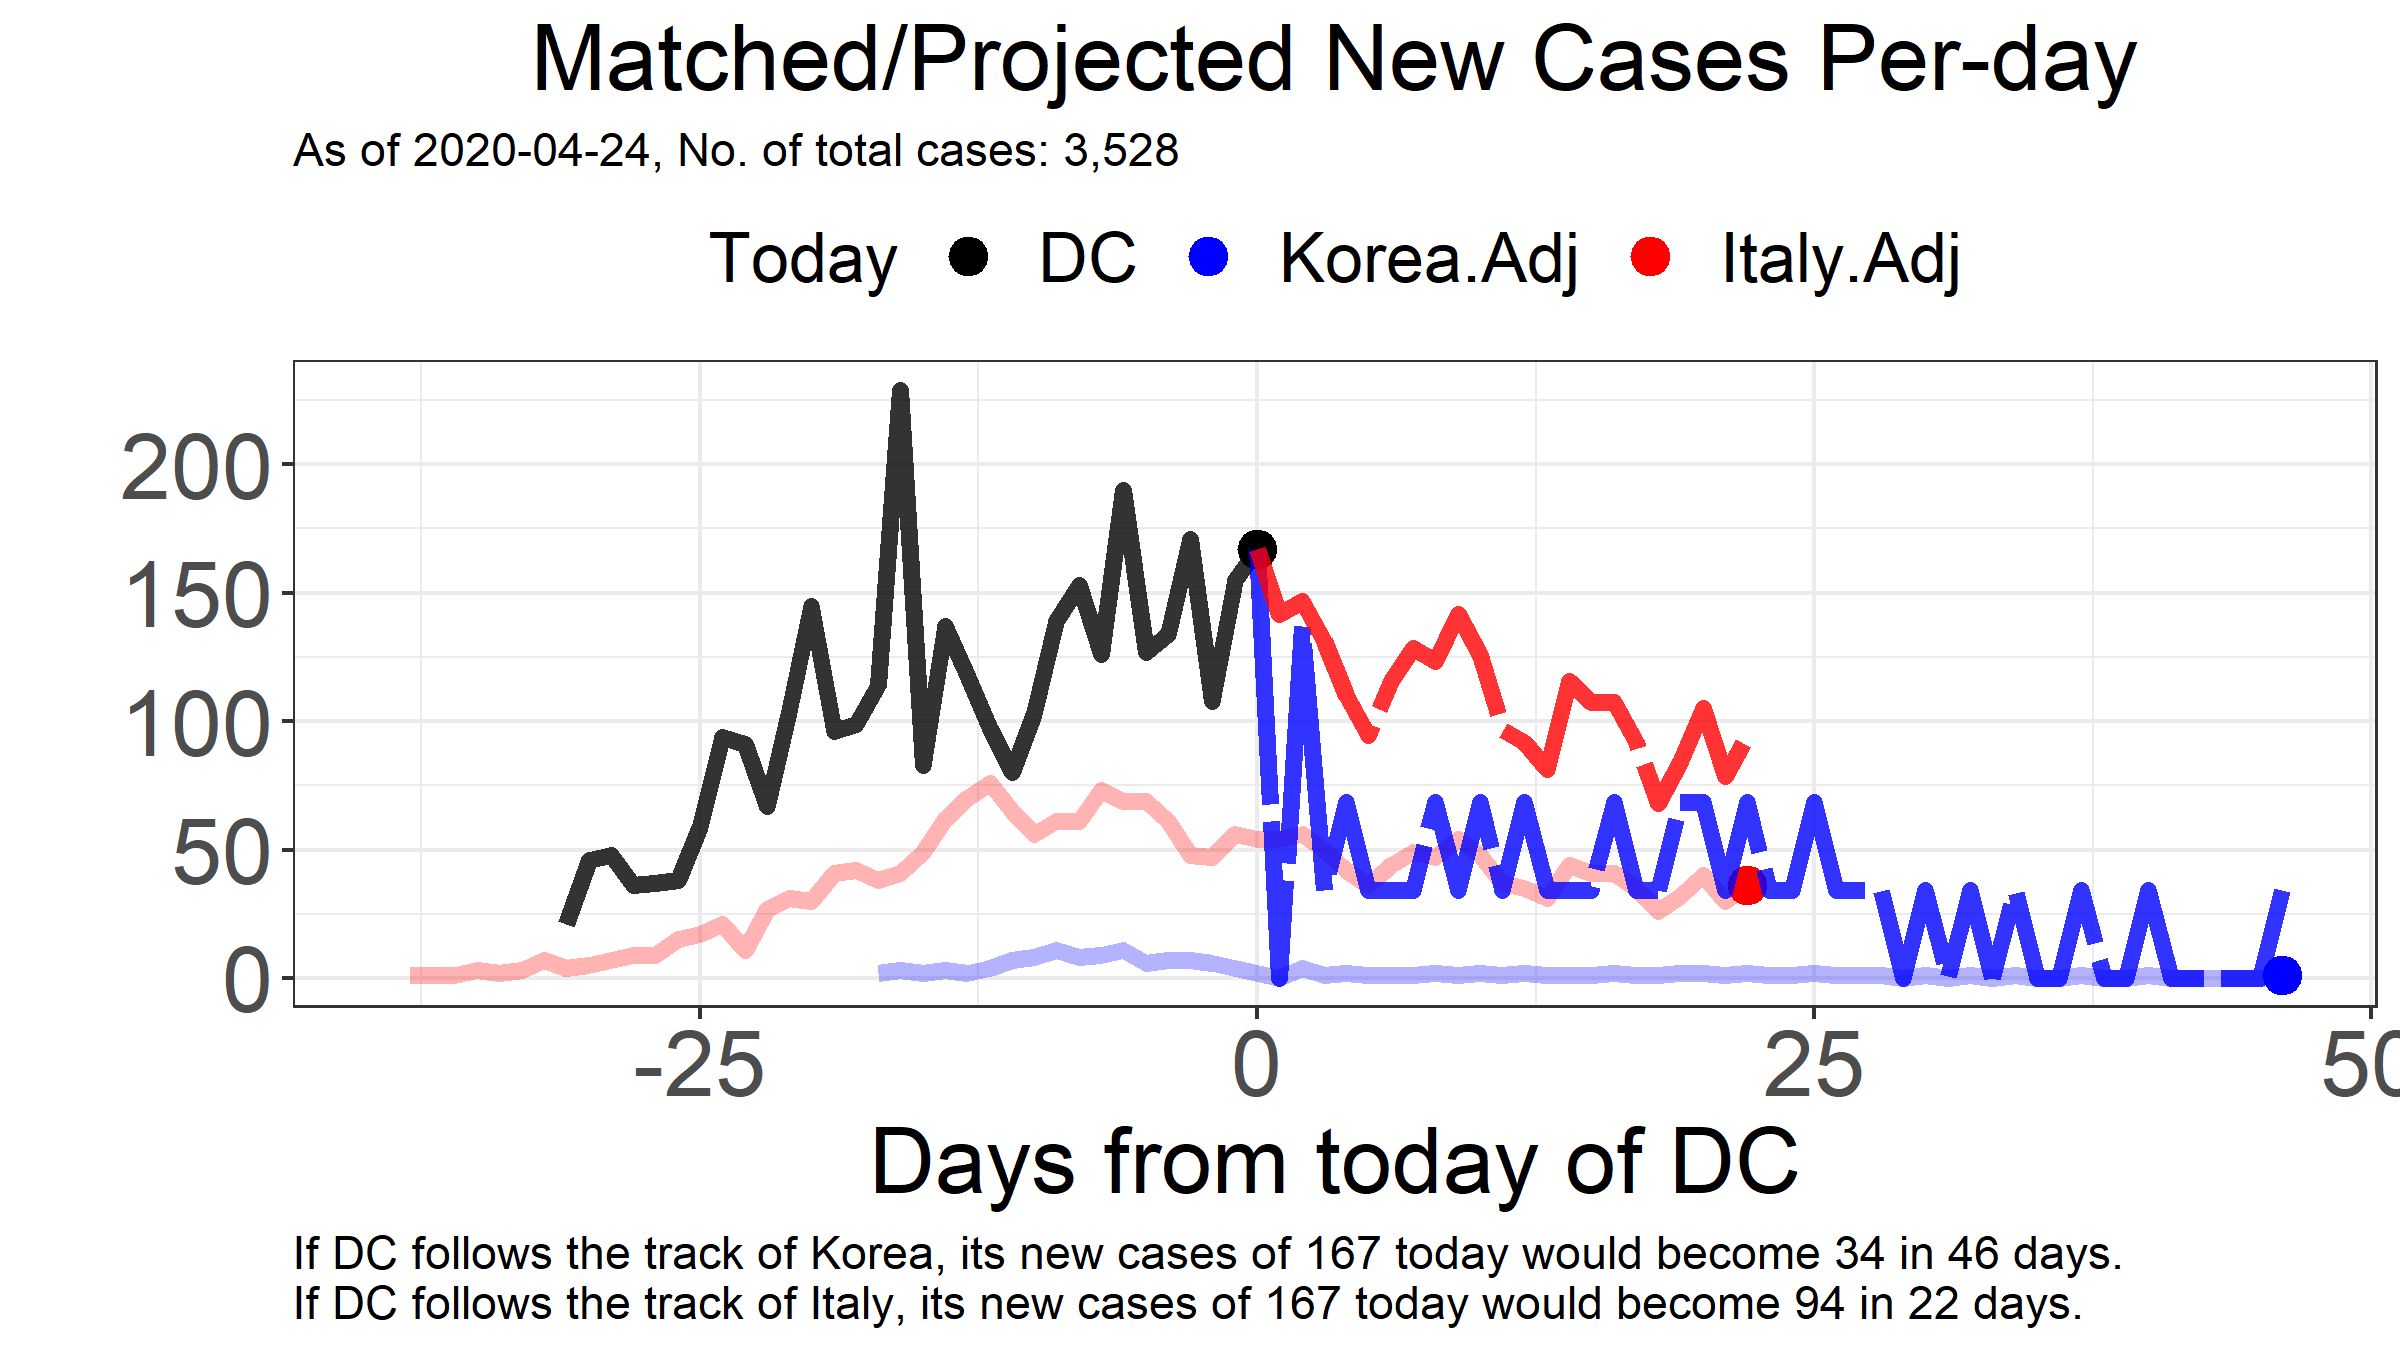 Matched/Projected New Cases Per-day
As of 2020-04-24, No. of total cases: 3,528
Today DC Korea.Adj Italy.Adj
200
150
100
50
0
-25 0 25 50
Days from today of DC
If DC follows the track of Korea, its new cases of 167 today would become 34 in 46 days.
If DC follows the track of Italy, its new cases of 167 today would become 94 in 22 days.